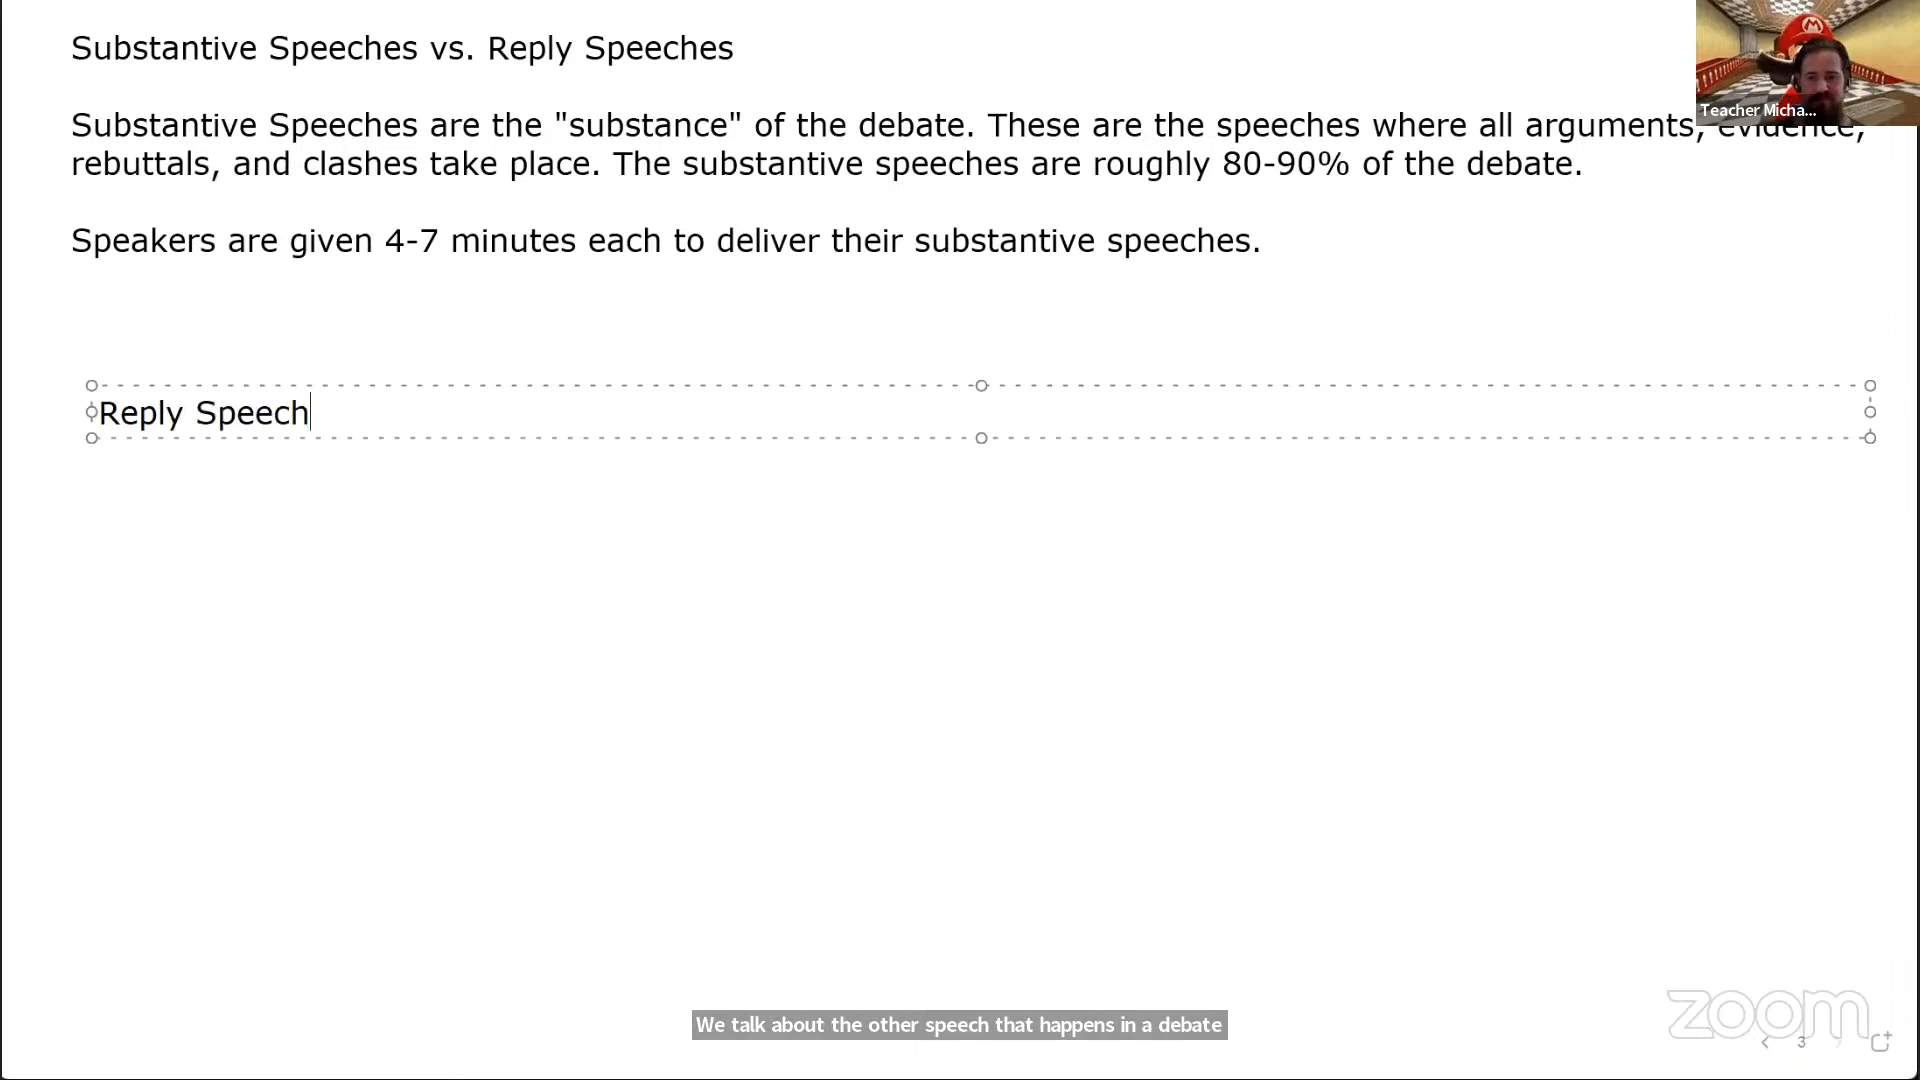 Substantive Speeches vs. Reply Speeches
Teacher Micha...
Substantive Speeches are the "substance" of the debate. These are the speeches where all arguments, evidence,
rebuttals, and clashes take place. The substantive speeches are roughly 80-90% of the debate.
Speakers are given 4-7 minutes each to deliver their substantive speeches.
Reply Speech
We talk about the other speech that happens in a debate
zoom
3